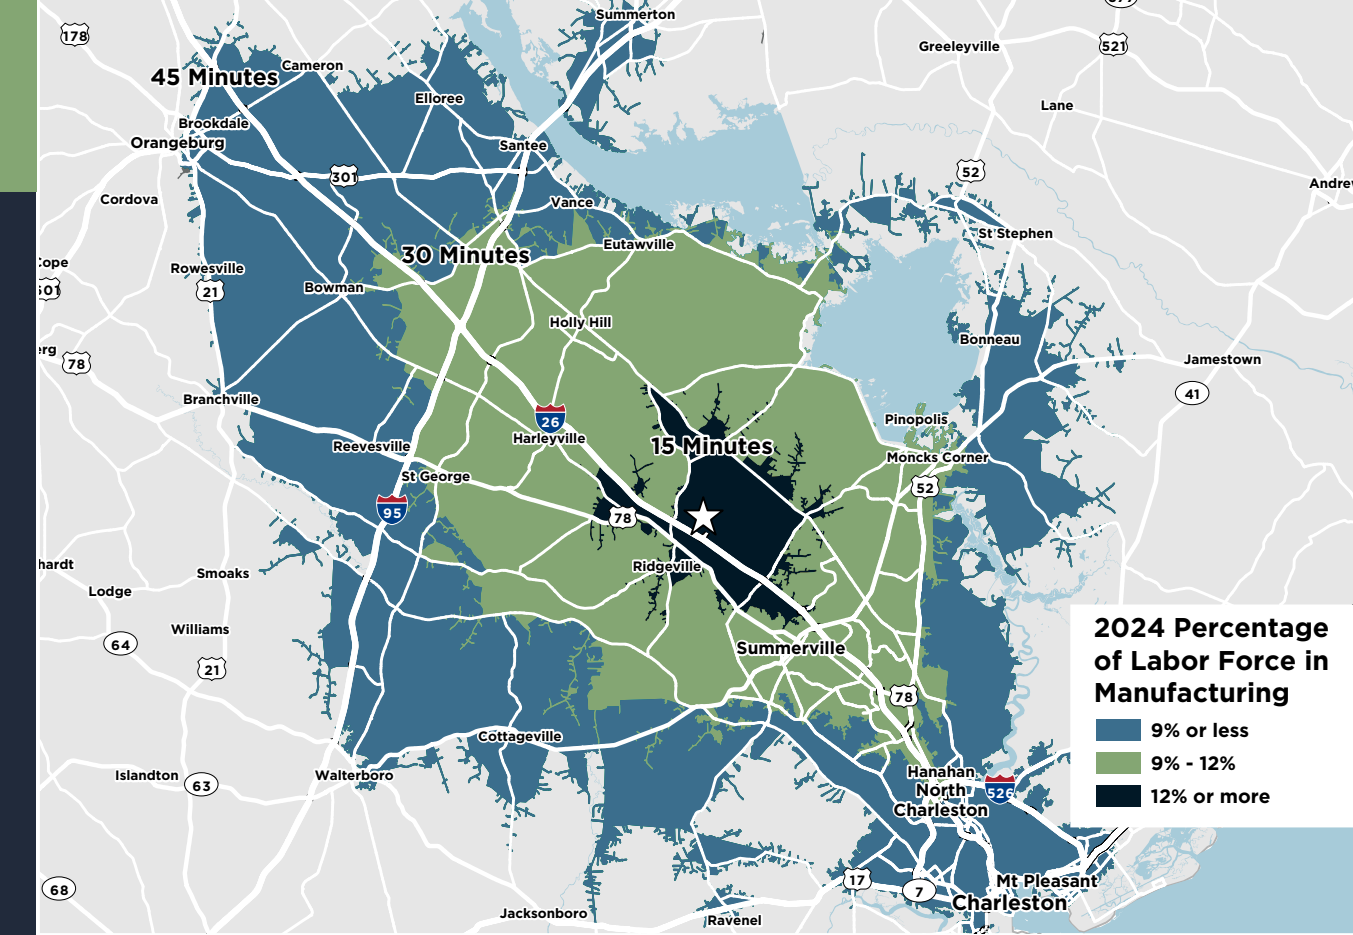 Summerton
178
Greeleyville
521
45 Minutes
Cameron
Elloree
Lane
Brookdale
Orangeburg
Santee
301
52
Cordova
Vance
St Stephen
Eutawville
30 Minutes
Rowesville
21
Bowman
Holly Hill
Bonneau
78
Jamestown
41
Branchville
26
Harleyville
Pinopolis
Reevesville
15 Minutes
Moncks Corner
St George
52
95
78
Ridgeville
Smoaks
Lodge
Williams
64
21
Summerville
2024 Percentage
of Labor Force in
Manufacturing
9% or less
9% - 12%
12% or more
78
Cottageville
Islandton
63
Walterboro
Hanahan
North
Charleston
526
68
17
7
Mt Pleasant
Charleston
Jacksonboro
Ravenel